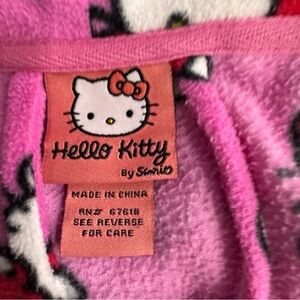 Hello Kitty
By Sanrio
MADE IN CHINA
RN# 67618
SEE REVERSE
FOR CARE